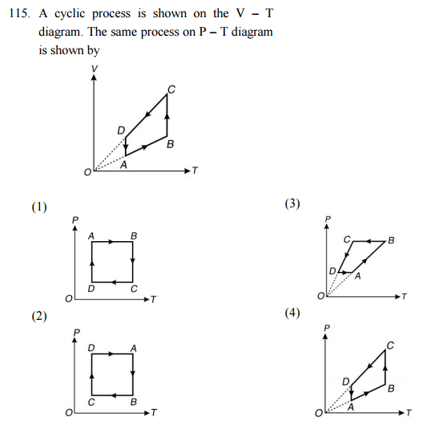 115. A cyclic process is shown on the V – T
diagram. The same process on P – T diagram
is shown by
V
C
D
B
A
O
T
(1)
P
A
B
D
C
O
T
(3)
P
C
B
D
A
O
T
(2)
P
D
A
C
B
O
T
(4)
P
C
D
B
A
O
T